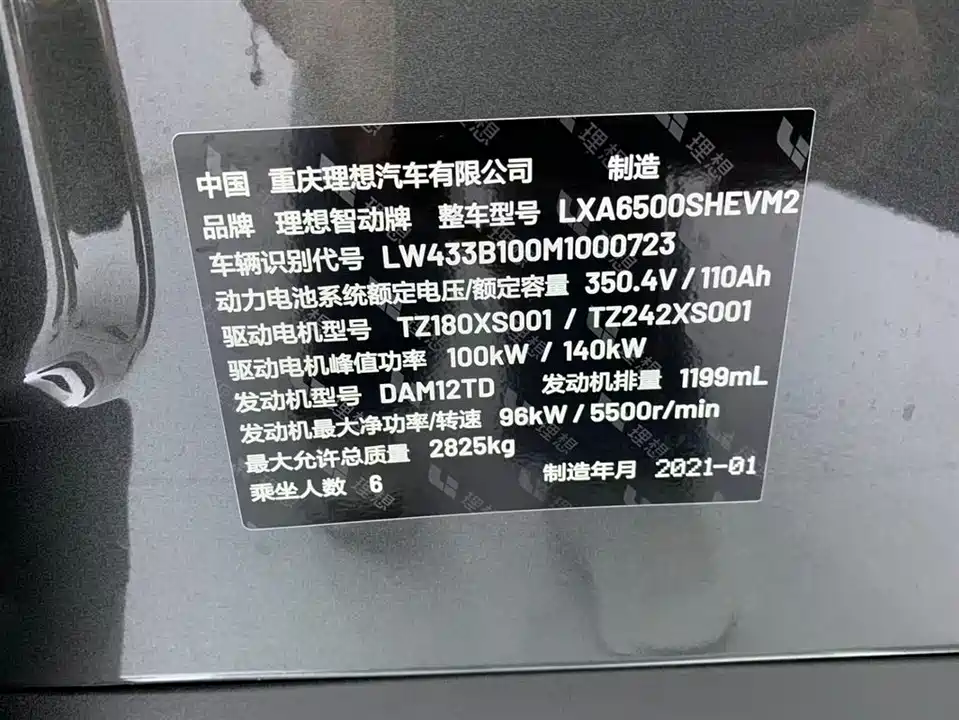 中国 重庆理想汽车有限公司 制造
品牌 理想智动牌 整车型号 LXA6500SHEVM2
车辆识别代号 LW433B100M1000723
动力电池系统额定电压/额定容量 350.4V/110Ah
驱动电机型号 TZ180XS001 / TZ242XS001
驱动电机峰值功率 100kW / 140kW
发动机型号 DAM12TD 发动机排量 1199mL
发动机最大净功率/转速 96kW/5500r/min
最大允许总质量 2825kg
乘坐人数 6 制造年月 2021-01